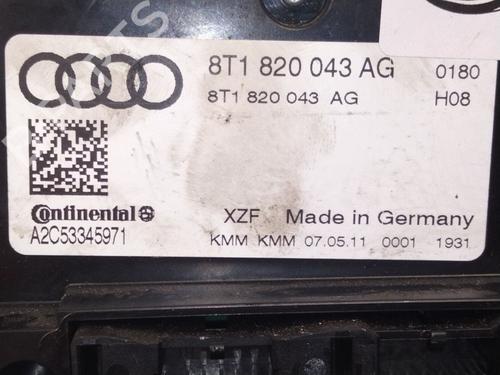 8T1 820 043 AG 0180
8T1 820 043 AG H08
Continental
A2C53345971
XZF Made in Germany
KMM KMM 07.05.11 0001 1931